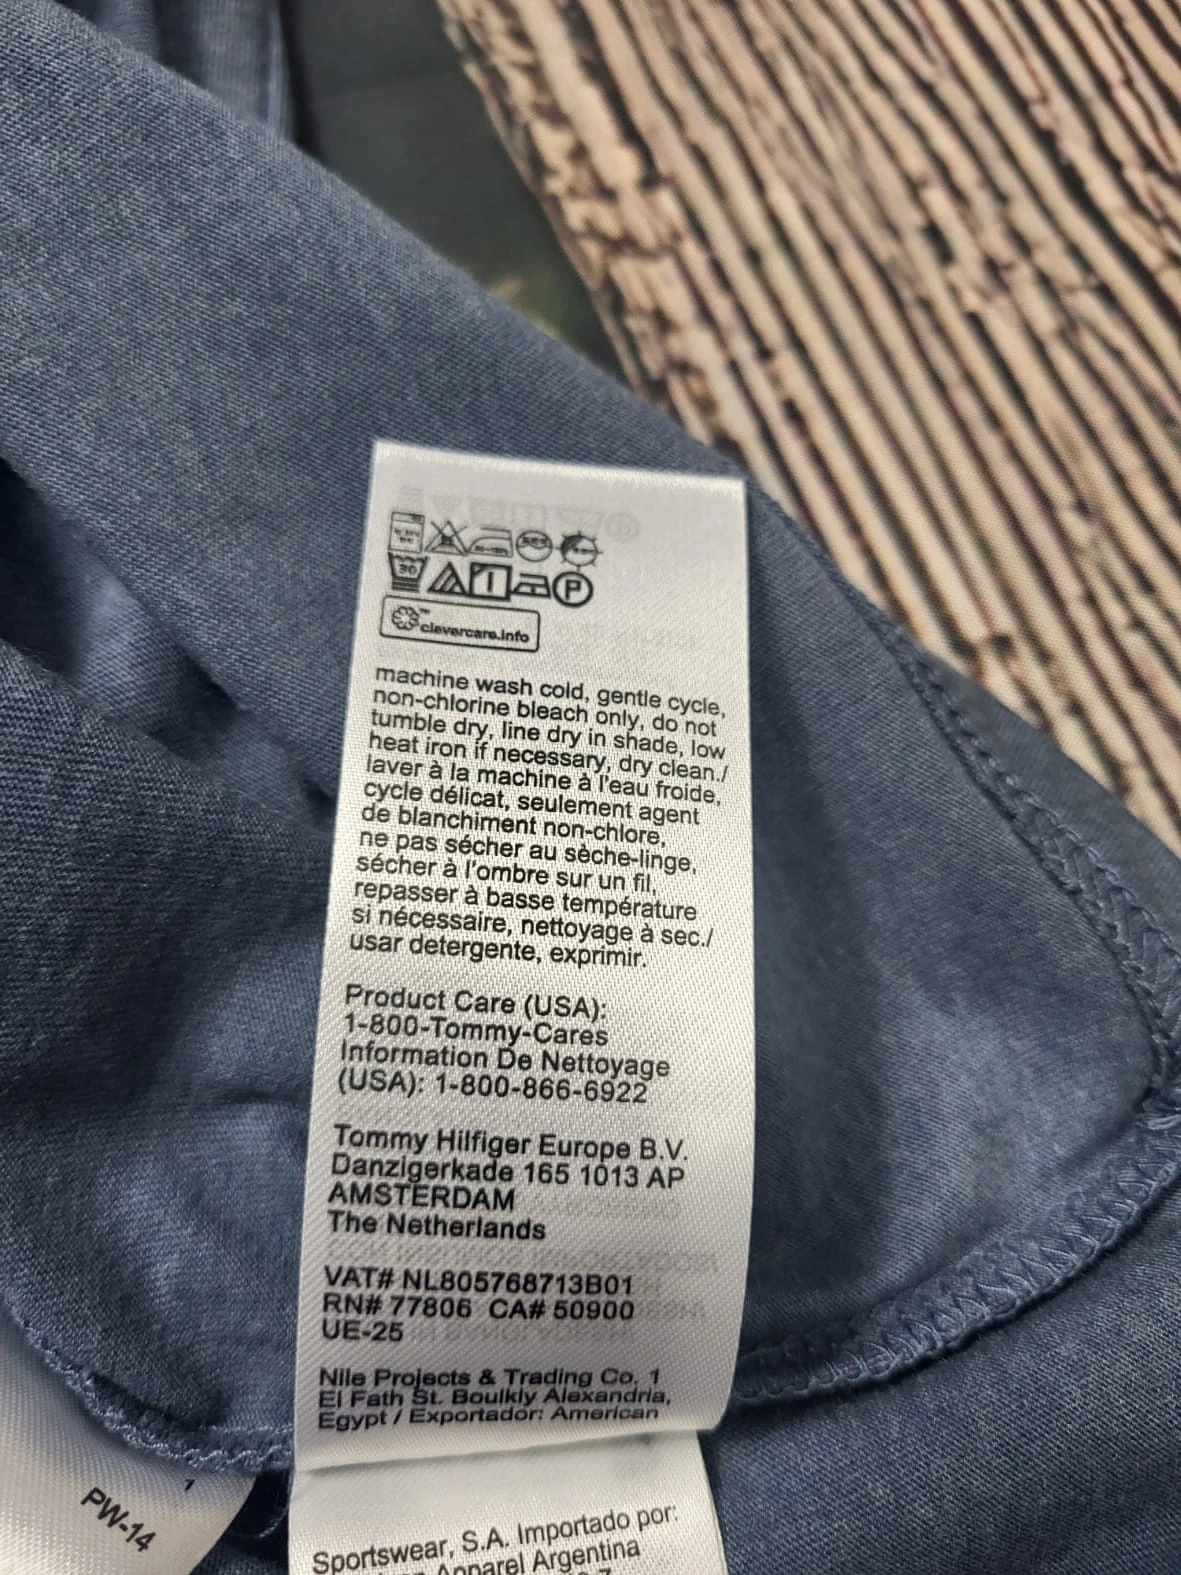 30
P
clevercare.info
machine wash cold, gentle cycle,
non-chlorine bleach only, do not
tumble dry, line dry in shade, low
heat iron if necessary, dry clean./
laver à la machine à l'eau froide,
cycle délicat, seulement agent
de blanchiment non-chlore,
ne pas sécher au sèche-linge,
sécher à l'ombre sur un fil,
repasser à basse température
si nécessaire, nettoyage à sec./
usar detergente, exprimir.
Product Care (USA):
1-800-Tommy-Cares
Information De Nettoyage
(USA): 1-800-866-6922
Tommy Hilfiger Europe B.V.
Danzigerkade 165 1013 AP
AMSTERDAM
The Netherlands
VAT# NL805768713B01
RN# 77806 CA# 50900
UE-25
Nile Projects & Trading Co. 1
El Fath St. Boulkly Alexandria,
Egypt / Exportador: American
Sportswear, S.A. Importado por:
Apparel Argentina
PW-14